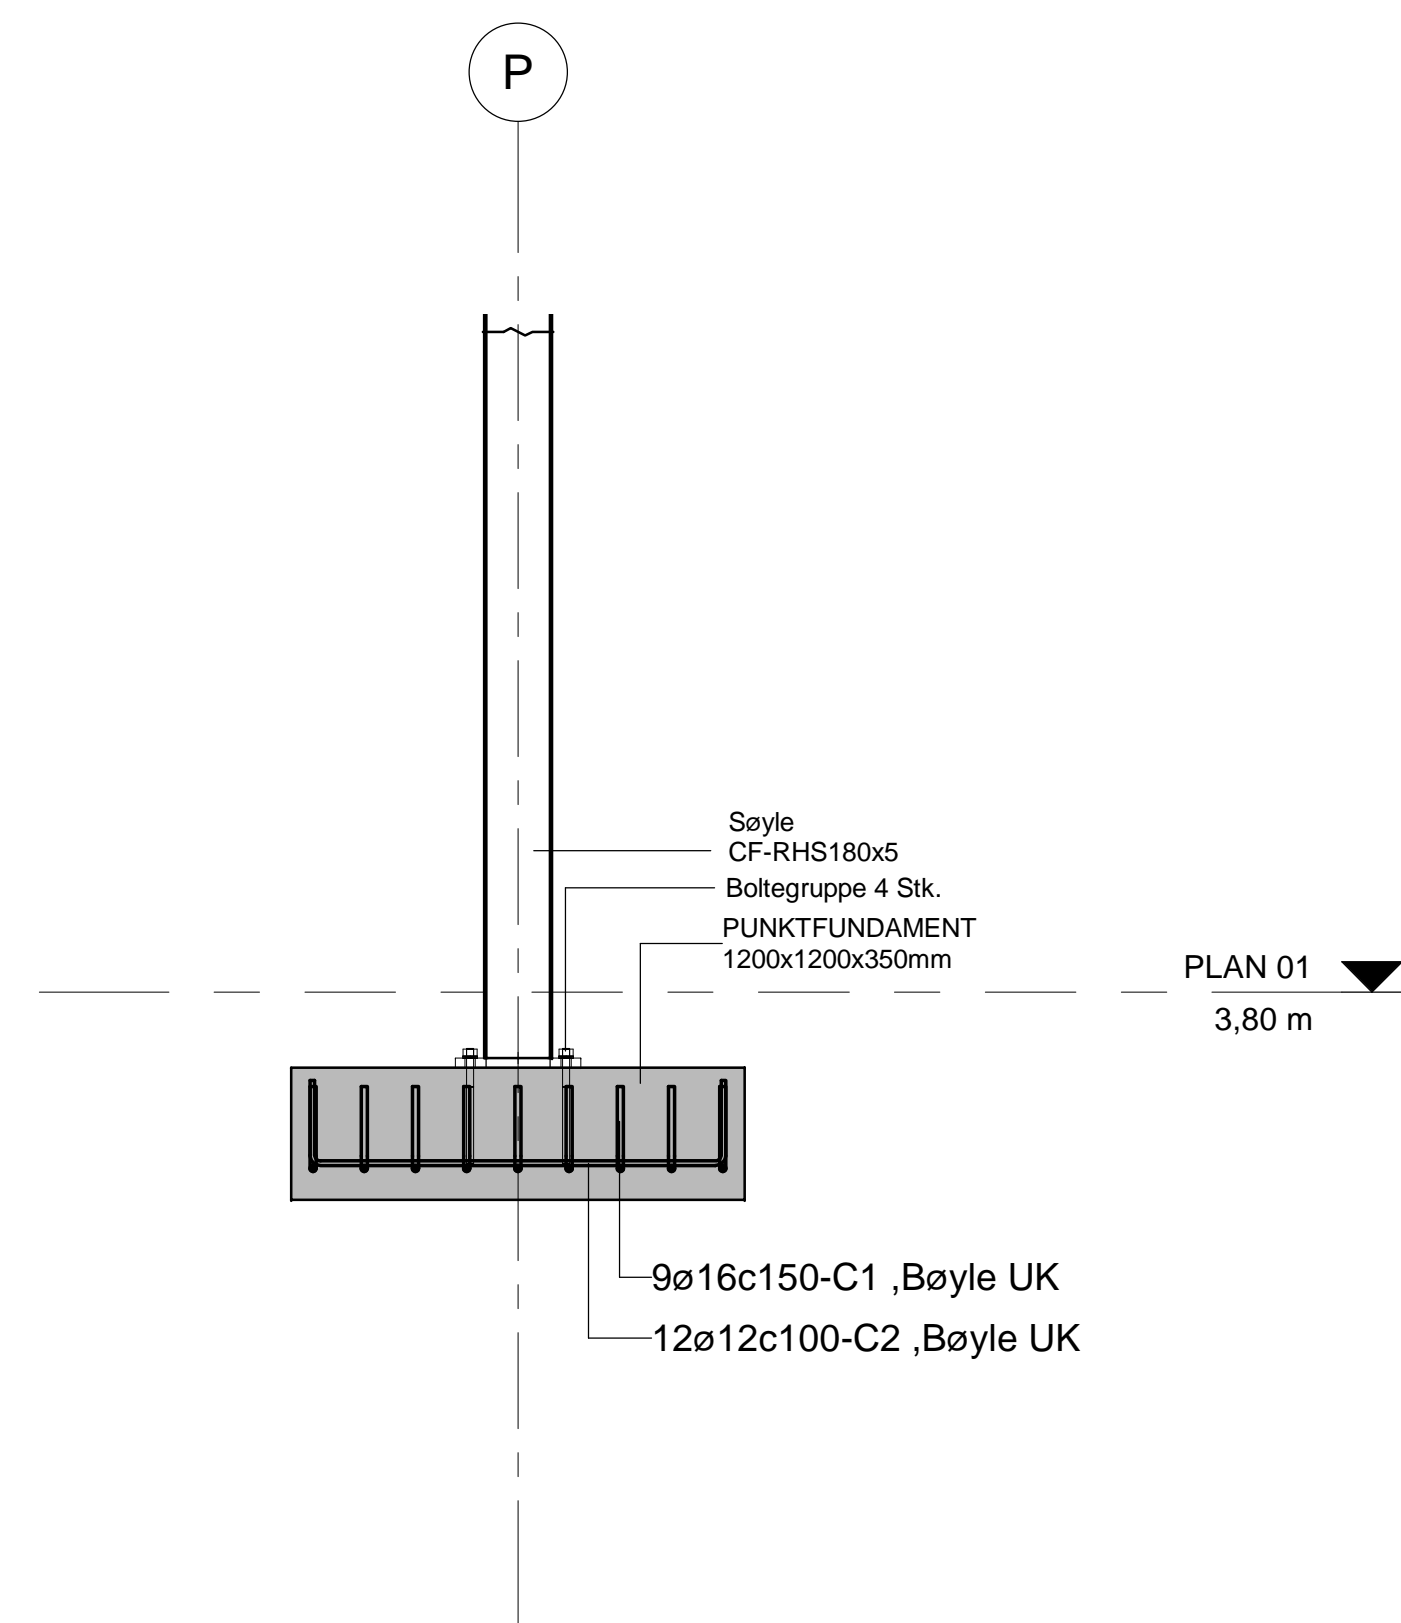 P
Søyle
CF-RHS180x5
Boltegruppe 4 Stk.
PUNKTFUNDAMENT
1200x1200x350mm
PLAN 01
3,80 m
9ø16c150-C1 ,Bøyle UK
12ø12c100-C2 ,Bøyle UK